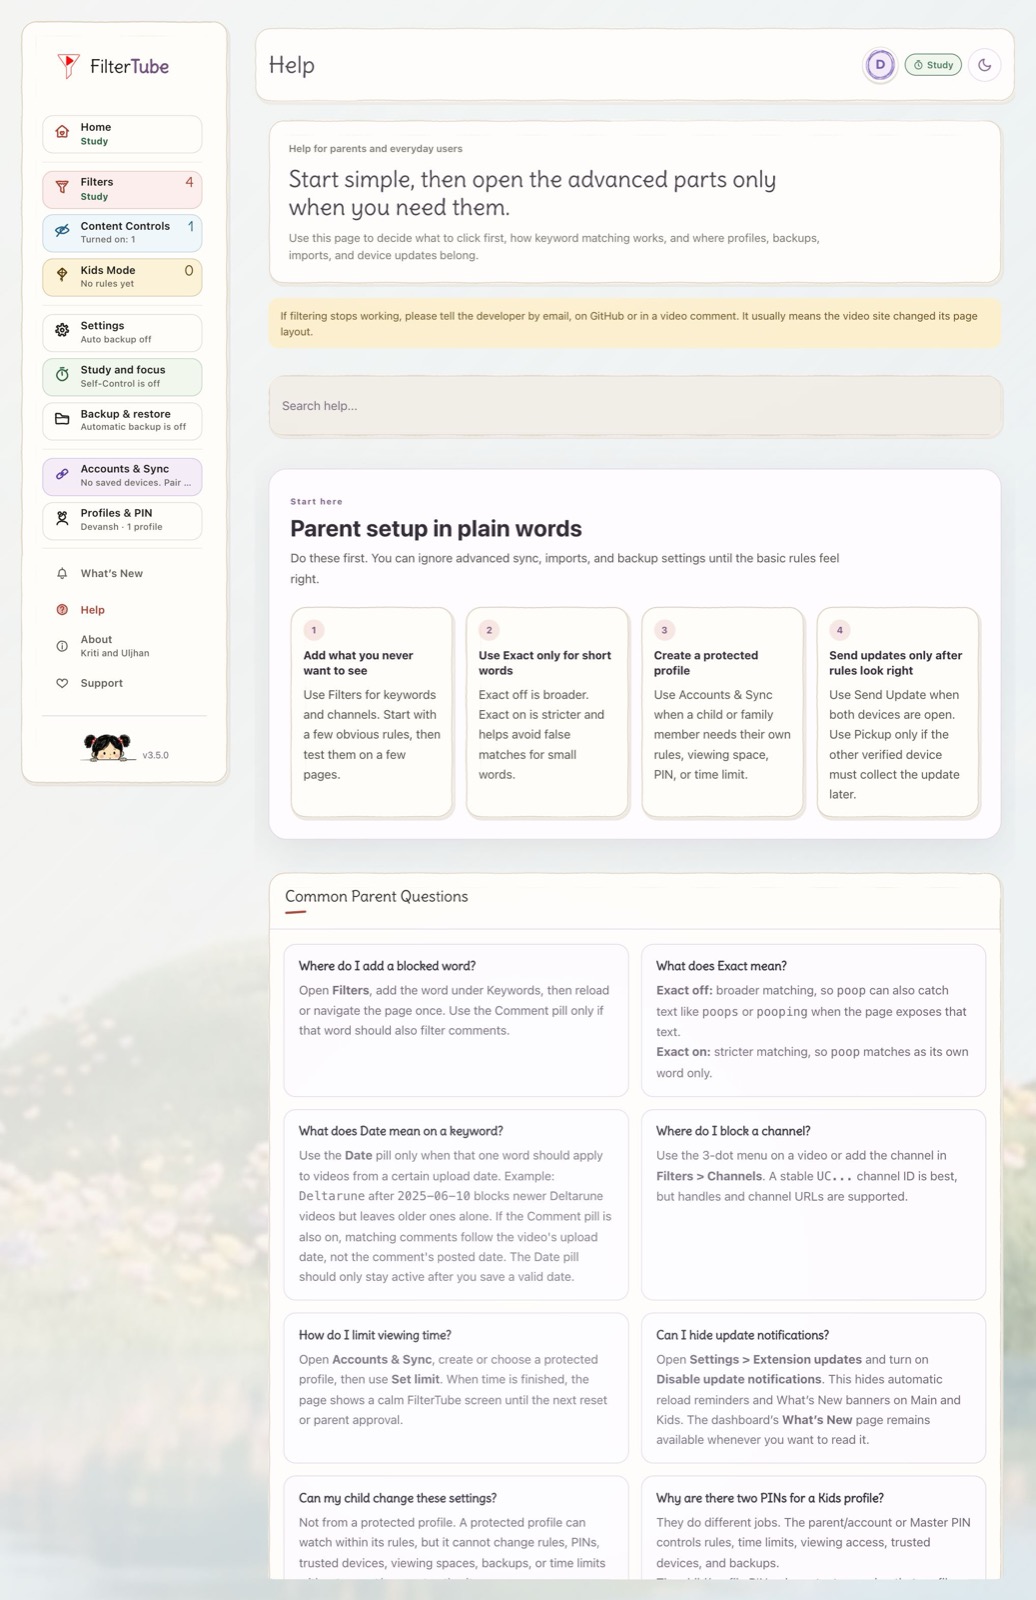 FilterTube
Home
Study
Filters
4
Study
Content Controls
1
Turned on: 1
Kids Mode
0
No rules yet
Settings
Auto backup off
Study and focus
Self-Control is off
Backup & restore
Automatic backup is off
Accounts & Sync
No saved devices. Pair ...
Profiles & PIN
Devansh · 1 profile
What's New
Help
About
Kriti and Uljhan
Support
v3.5.0
Help
D
Study
Help for parents and everyday users
Start simple, then open the advanced parts only
when you need them.
Use this page to decide what to click first, how keyword matching works, and where profiles, backups,
imports, and device updates belong.
If filtering stops working, please tell the developer by email, on GitHub or in a video comment. It usually means the video site changed its page
layout.
Search help...
Start here
Parent setup in plain words
Do these first. You can ignore advanced sync, imports, and backup settings until the basic rules feel
right.
1
Add what you never
want to see
Use Filters for keywords
and channels. Start with
a few obvious rules, then
test them on a few
pages.
2
Use Exact only for short
words
Exact off is broader.
Exact on is stricter and
helps avoid false
matches for small
words.
3
Create a protected
profile
Use Accounts & Sync
when a child or family
member needs their own
rules, viewing space,
PIN, or time limit.
4
Send updates only after
rules look right
Use Send Update when
both devices are open.
Use Pickup only if the
other verified device
must collect the update
later.
Common Parent Questions
Where do I add a blocked word?
Open Filters, add the word under Keywords, then reload
or navigate the page once. Use the Comment pill only if
that word should also filter comments.
What does Exact mean?
Exact off: broader matching, so poop can also catch
text like poops or pooping when the page exposes that
text.
Exact on: stricter matching, so poop matches as its own
word only.
What does Date mean on a keyword?
Use the Date pill only when that one word should apply
to videos from a certain upload date. Example:
Deltarune after 2025-06-10 blocks newer Deltarune
videos but leaves older ones alone. If the Comment pill is
also on, matching comments follow the video's upload
date, not the comment's posted date. The Date pill
should only stay active after you save a valid date.
Where do I block a channel?
Use the 3-dot menu on a video or add the channel in
Filters > Channels. A stable UC... channel ID is best,
but handles and channel URLs are supported.
How do I limit viewing time?
Open Accounts & Sync, create or choose a protected
profile, then use Set limit. When time is finished, the
page shows a calm FilterTube screen until the next reset
or parent approval.
Can I hide update notifications?
Open Settings > Extension updates and turn on
Disable update notifications. This hides automatic
reload reminders and What's New banners on Main and
Kids. The dashboard's What's New page remains
available whenever you want to read it.
Can my child change these settings?
Not from a protected profile. A protected profile can
watch within its rules, but it cannot change rules, PINs,
trusted devices, viewing spaces, backups, or time limits
Why are there two PINs for a Kids profile?
They do different jobs. The parent/account or Master PIN
controls rules, time limits, viewing access, trusted
devices, and backups.